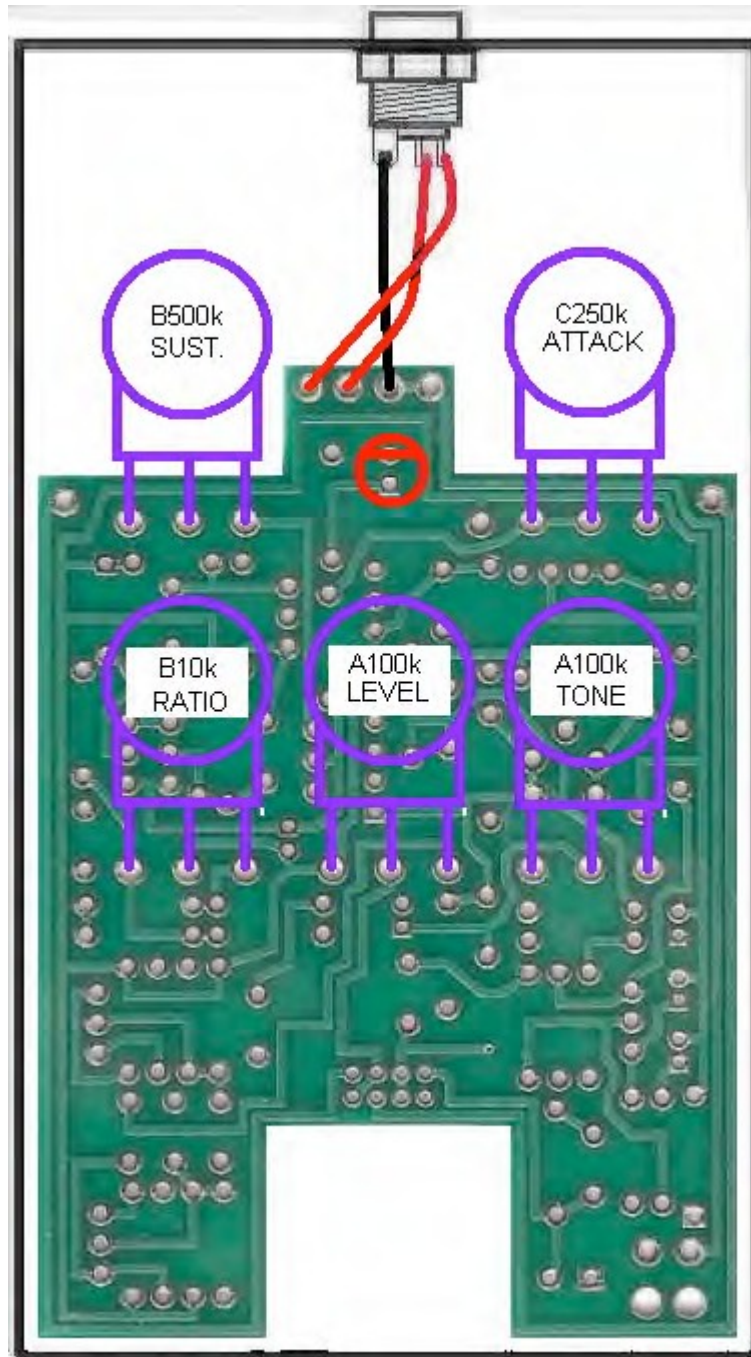 B500k
SUST.
C250k
ATTACK
B10k
RATIO
A100k
LEVEL
A100k
TONE